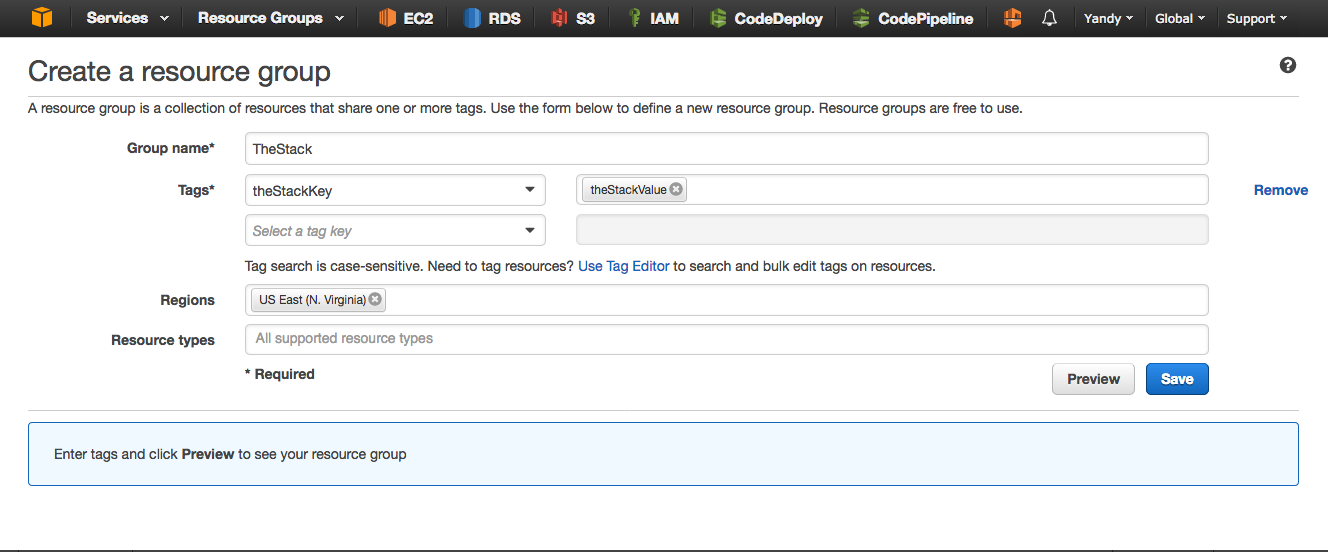 Services Resource Groups EC2 RDS S3 IAM CodeDeploy CodePipeline Yandy Global Support
Create a resource group
A resource group is a collection of resources that share one or more tags. Use the form below to define a new resource group. Resource groups are free to use.
Group name* TheStack
Tags* theStackKey theStackValue Remove
Select a tag key
Tag search is case-sensitive. Need to tag resources? Use Tag Editor to search and bulk edit tags on resources.
Regions US East (N. Virginia)
Resource types All supported resource types
* Required Preview Save
Enter tags and click Preview to see your resource group